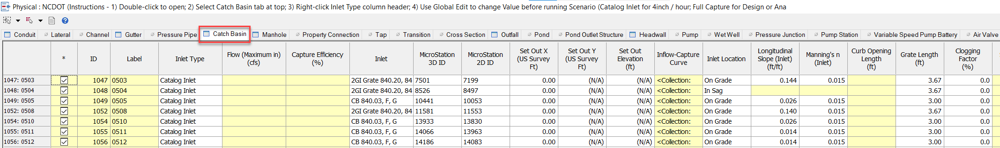 Physical : NCDOT (Instructions - 1) Double-click to open; 2) Select Catch Basin tab at top; 3) Right-click Inlet Type column header; 4) Use Global Edit to change Value before running Scenario (Catalog Inlet for 4inch / hour; Full Capture for Design or Ana
Conduit Lateral Channel Gutter Pressure Pipe Catch Basin Manhole Property Connection Tap Transition Cross Section Outfall Pond Pond Outlet Structure Headwall Pump Wet Well Pressure Junction Pump Station Variable Speed Pump Battery Air Valve
* ID Label Inlet Type Flow (Maximum in) (cfs) Capture Efficiency (%) Inlet MicroStation 3D ID MicroStation 2D ID Set Out X (US Survey Ft) Set Out Y (US Survey Ft) Set Out Elevation (ft) Inflow-Capture Curve Inlet Location Longitudinal Slope (Inlet) (ft/ft) Manning's n (Inlet) Curb Opening Length (ft) Grate Length (ft) Clogging Factor (%)
1047: 0503 1047 0503 Catalog Inlet 2GI Grate 840.20, 84 7501 7199 0.00 (N/A) (N/A) <Collection: On Grade 0.144 0.015 3.67 0.0
1048: 0504 1048 0504 Catalog Inlet 2GI Grate 840.20, 84 8526 8497 0.00 (N/A) (N/A) <Collection: In Sag 3.67 0.0
1049: 0505 1049 0505 Catalog Inlet CB 840.03, F, G 10441 10053 0.00 (N/A) (N/A) <Collection: On Grade 0.026 0.015 3.00 0.0
1052: 0508 1052 0508 Catalog Inlet 2GI Grate 840.20, 84 11581 11553 0.00 (N/A) (N/A) <Collection: On Grade 0.140 0.015 3.67 0.0
1054: 0510 1054 0510 Catalog Inlet CB 840.03, F, G 13933 13830 0.00 (N/A) (N/A) <Collection: On Grade 0.026 0.015 3.00 0.0
1055: 0511 1055 0511 Catalog Inlet CB 840.03, F, G 14066 13963 0.00 (N/A) (N/A) <Collection: On Grade 0.014 0.015 3.00 0.0
1056: 0512 1056 0512 Catalog Inlet CB 840.03, F, G 14186 14083 0.00 (N/A) (N/A) <Collection: On Grade 0.014 0.015 3.00 0.0